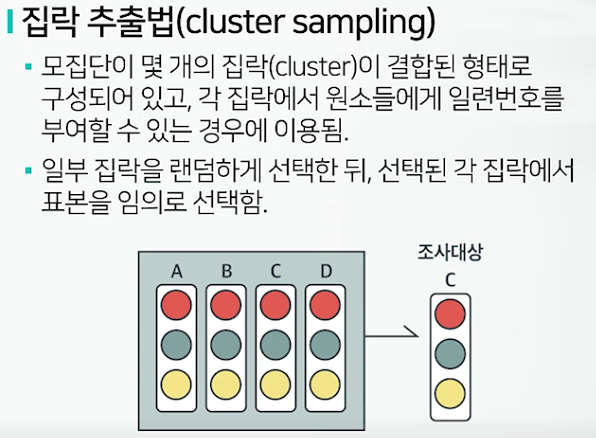 집락 추출법(cluster sampling)
모집단이 몇 개의 집락(cluster)이 결합된 형태로
구성되어 있고, 각 집락에서 원소들에게 일련번호를
부여할 수 있는 경우에 이용됨.
일부 집락을 랜덤하게 선택한 뒤, 선택된 각 집락에서
표본을 임의로 선택함.
조사대상
A B C D C